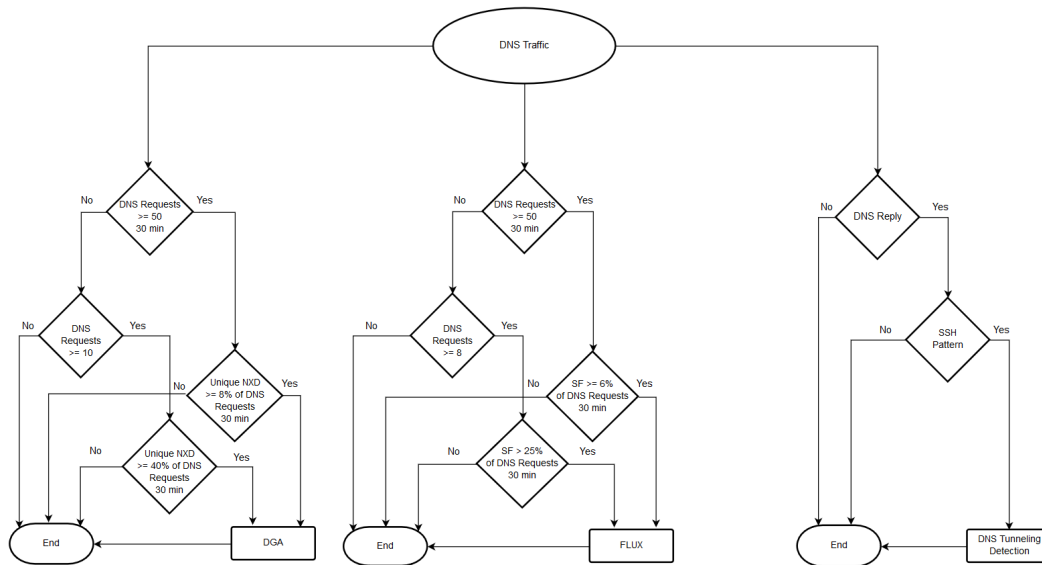 DNS Traffic
No
Yes
DNS Requests
>= 50
30 min
No
Yes
DNS Requests
>= 50
30 min
No
Yes
DNS Reply
No
Yes
DNS
Requests
>= 10
No
Yes
DNS
Requests
>= 8
No
Yes
SSH
Pattern
No
Yes
Unique NXD
>= 8% of DNS
Requests
30 min
No
Yes
SF >= 6%
of DNS Requests
30 min
No
Yes
Unique NXD
>= 40% of DNS
Requests
30 min
No
Yes
SF > 25%
of DNS Requests
30 min
End
DGA
End
FLUX
End
DNS Tunneling
Detection